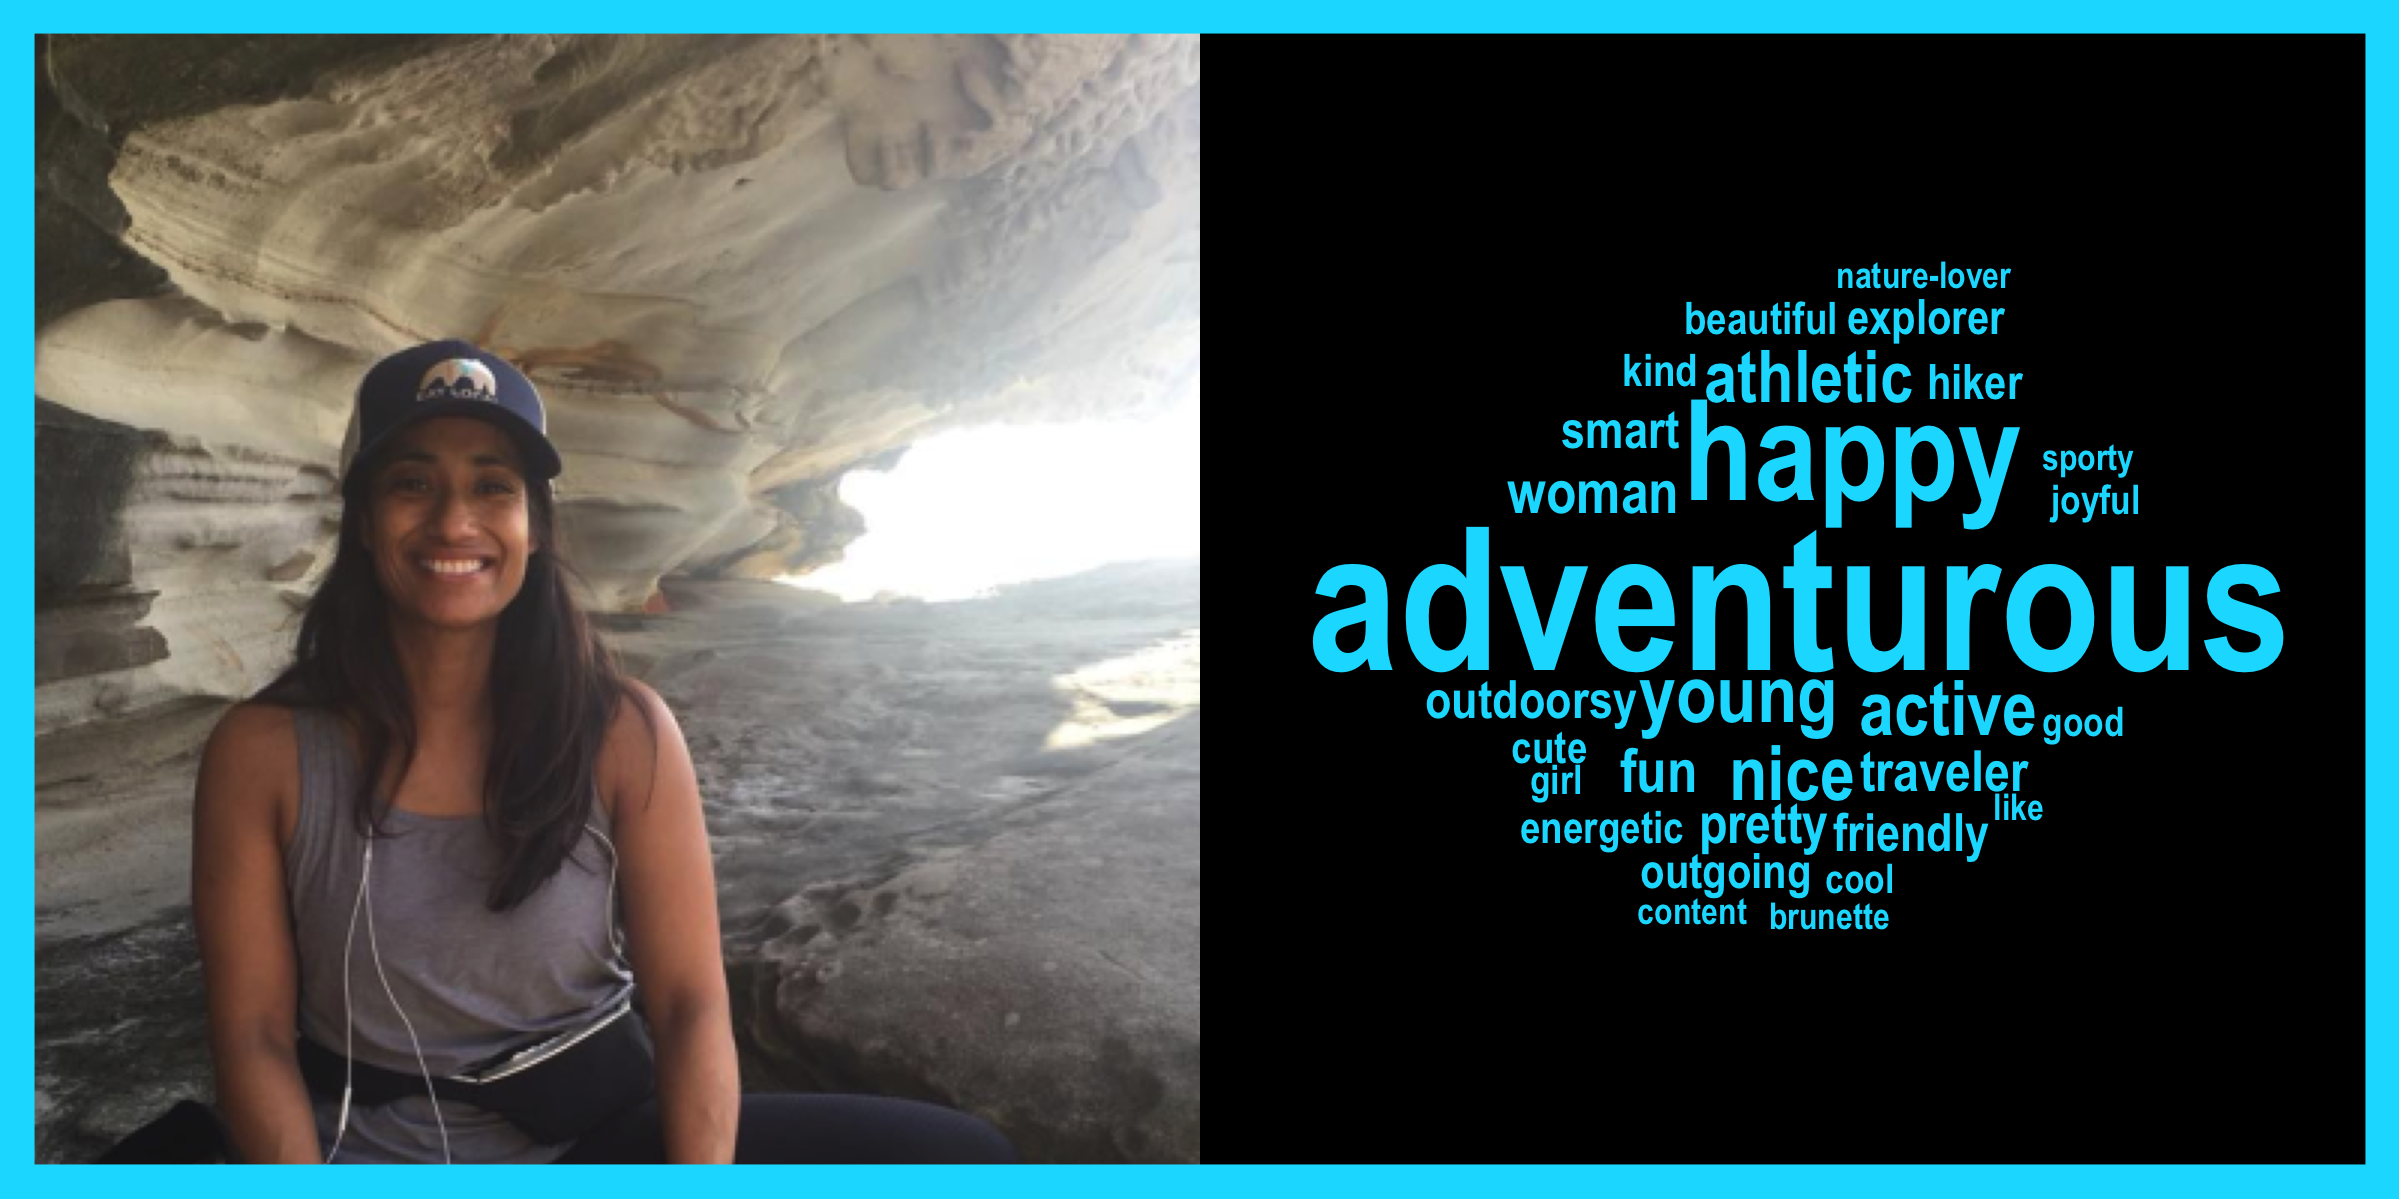 nature-lover
beautiful explorer
kind athletic hiker
smart happy sporty
woman joyful
adventurous
outdoorsy young active good
cute fun nice traveler
girl like
energetic pretty friendly
outgoing cool
content brunette